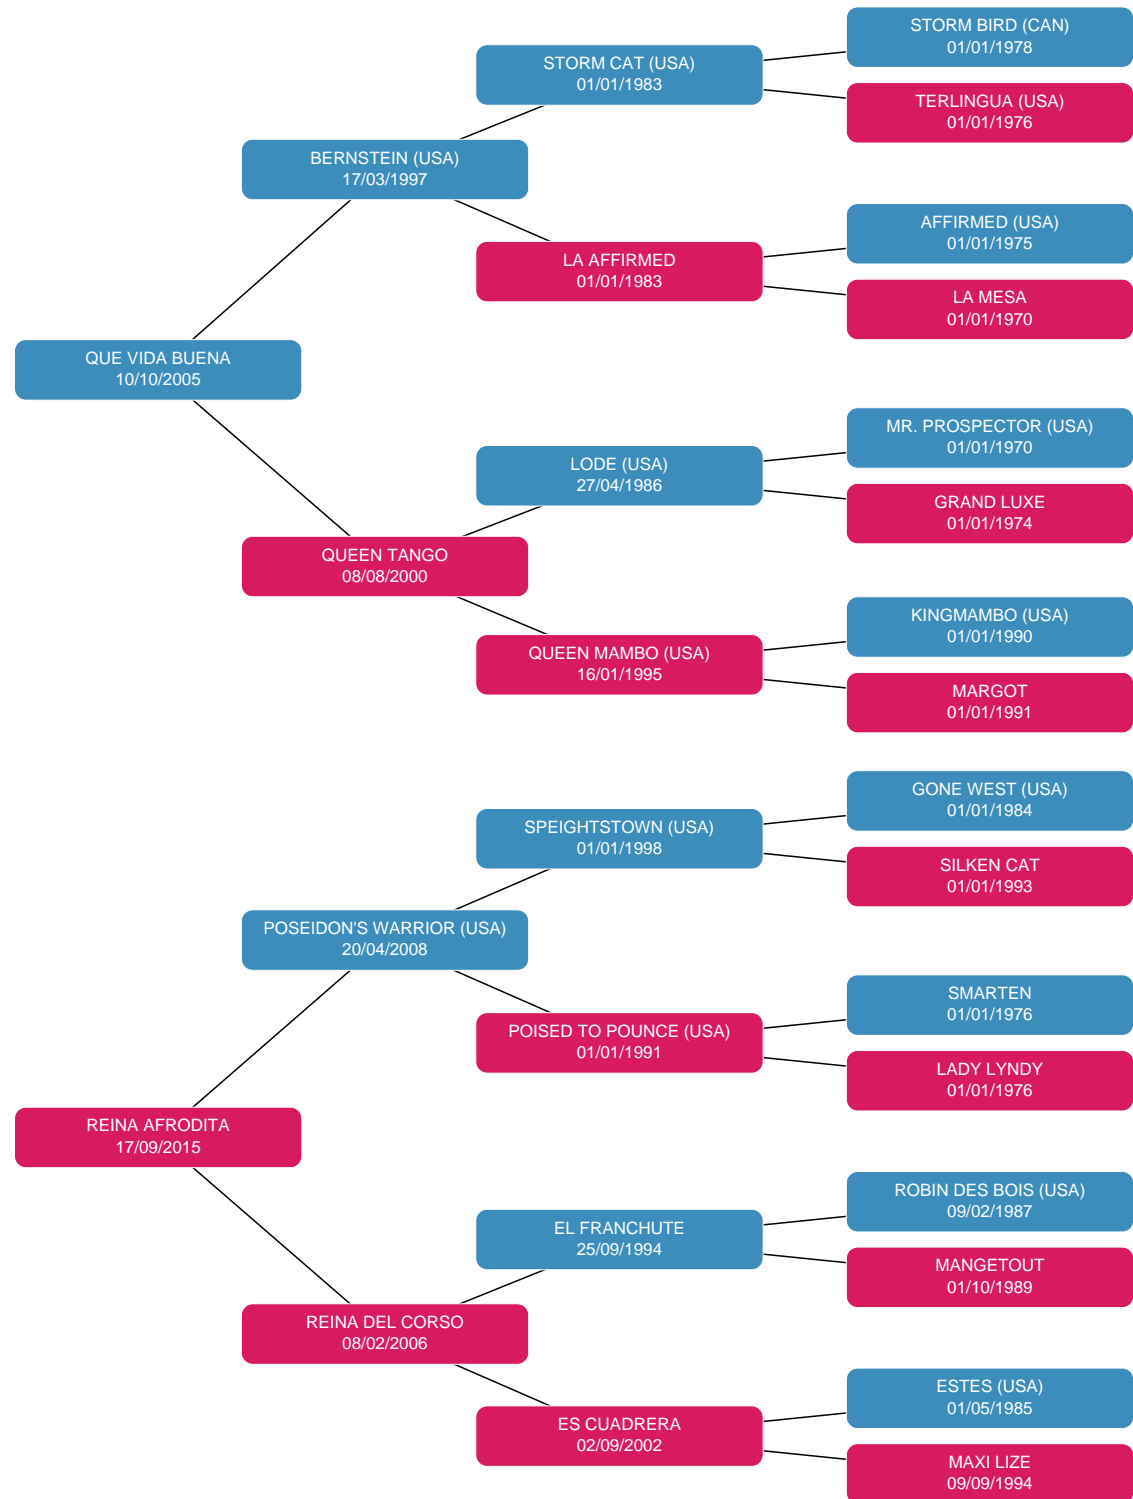 STORM BIRD (CAN)
01/01/1978
STORM CAT (USA)
01/01/1983
TERLINGUA (USA)
01/01/1976
BERNSTEIN (USA)
17/03/1997
AFFIRMED (USA)
01/01/1975
LA AFFIRMED
01/01/1983
LA MESA
01/01/1970
QUE VIDA BUENA
10/10/2005
MR. PROSPECTOR (USA)
01/01/1970
LODE (USA)
27/04/1986
GRAND LUXE
01/01/1974
QUEEN TANGO
08/08/2000
KINGMAMBO (USA)
01/01/1990
QUEEN MAMBO (USA)
16/01/1995
MARGOT
01/01/1991
GONE WEST (USA)
01/01/1984
SPEIGHTSTOWN (USA)
01/01/1998
SILKEN CAT
01/01/1993
POSEIDON'S WARRIOR (USA)
20/04/2008
SMARTEN
01/01/1976
POISED TO POUNCE (USA)
01/01/1991
LADY LYNDY
01/01/1976
REINA AFRODITA
17/09/2015
ROBIN DES BOIS (USA)
09/02/1987
EL FRANCHUTE
25/09/1994
MANGETOUT
01/10/1989
REINA DEL CORSO
08/02/2006
ESTES (USA)
01/05/1985
ES CUADRERA
02/09/2002
MAXI LIZE
09/09/1994